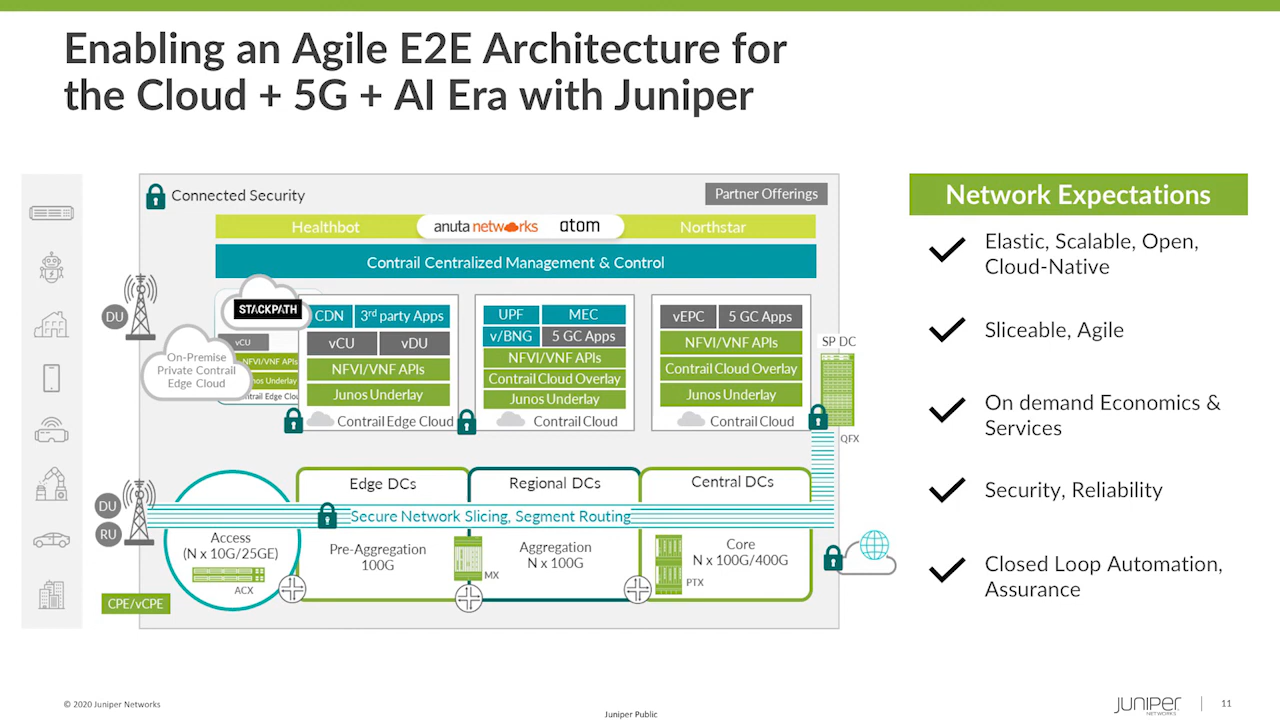 Enabling an Agile E2E Architecture for
the Cloud + 5G + AI Era with Juniper
Connected Security
Partner Offerings
Healthbot
anuta networks atom
Northstar
Contrail Centralized Management & Control
DU
STACKPATH
On-Premise
Private Contrail
Edge Cloud
vCU
NFVI/VNF APIs
Junos Underlay
Contrail Edge Cloud
CDN
3rd party Apps
vCU
vDU
NFVI/VNF APIs
Junos Underlay
Contrail Edge Cloud
UPF
MEC
v/BNG
5 GC Apps
NFVI/VNF APIs
Contrail Cloud Overlay
Junos Underlay
Contrail Cloud
vEPC
5 GC Apps
NFVI/VNF APIs
Contrail Cloud Overlay
Junos Underlay
Contrail Cloud
SP DC
QFX
Edge DCs
Regional DCs
Central DCs
DU
RU
Secure Network Slicing, Segment Routing
Access
(N x 10G/25GE)
ACX
Pre-Aggregation
100G
MX
Aggregation
N x 100G
PTX
Core
N x 100G/400G
CPE/vCPE
Network Expectations
Elastic, Scalable, Open,
Cloud-Native
Sliceable, Agile
On demand Economics &
Services
Security, Reliability
Closed Loop Automation,
Assurance
© 2020 Juniper Networks
Juniper Public
JUNIPER
NETWORKS
11